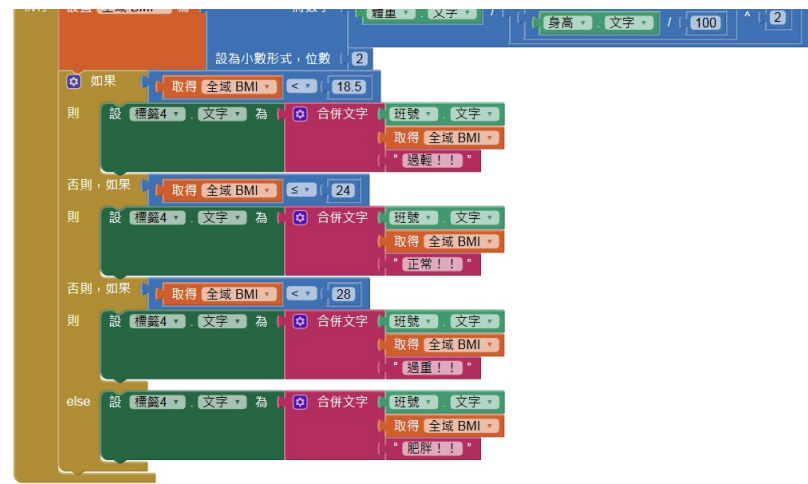 體重 . 文字 /
身高 . 文字 / 100 ^ 2
設為小數形式，位數 2
如果 取得 全域 BMI < 18.5
則 設 標籤4 . 文字 為 合併文字 班號 . 文字
取得 全域 BMI
" 過輕！！ "
否則，如果 取得 全域 BMI ≤ 24
則 設 標籤4 . 文字 為 合併文字 班號 . 文字
取得 全域 BMI
" 正常！！ "
否則，如果 取得 全域 BMI < 28
則 設 標籤4 . 文字 為 合併文字 班號 . 文字
取得 全域 BMI
" 過重！！ "
else 設 標籤4 . 文字 為 合併文字 班號 . 文字
取得 全域 BMI
" 肥胖！！ "